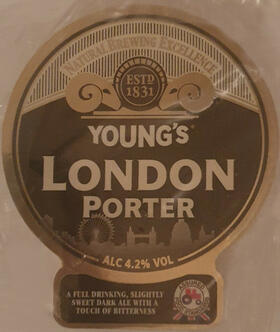 NATURAL BREWING EXCELLENCE
ESTD
1831
YOUNG'S
LONDON
PORTER
ALC 4.2% VOL
A FULL DRINKING, SLIGHTLY
SWEET DARK ALE WITH A
TOUCH OF BITTERNESS